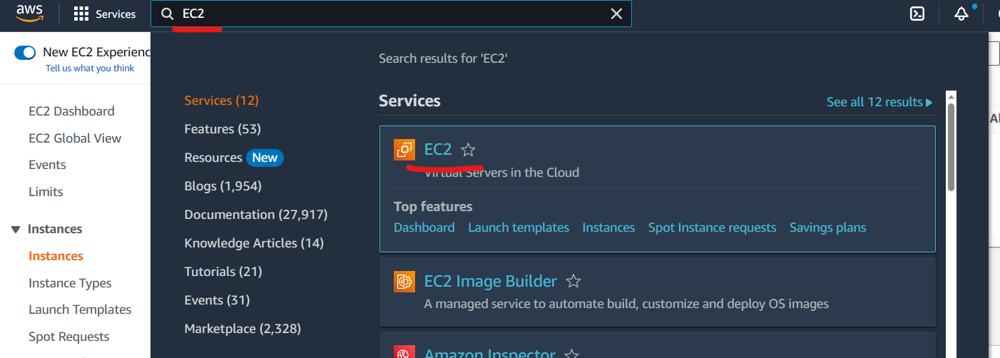 aws
Services
EC2
New EC2 Experienc
Tell us what you think
EC2 Dashboard
EC2 Global View
Events
Limits
Instances
Instances
Instance Types
Launch Templates
Spot Requests
Search results for 'EC2'
Services (12)
Features (53)
Resources New
Blogs (1,954)
Documentation (27,917)
Knowledge Articles (14)
Tutorials (21)
Events (31)
Marketplace (2,328)
Services
See all 12 results
EC2
Virtual Servers in the Cloud
Top features
Dashboard Launch templates Instances Spot Instance requests Savings plans
EC2 Image Builder
A managed service to automate build, customize and deploy OS images
Amazon Inspector